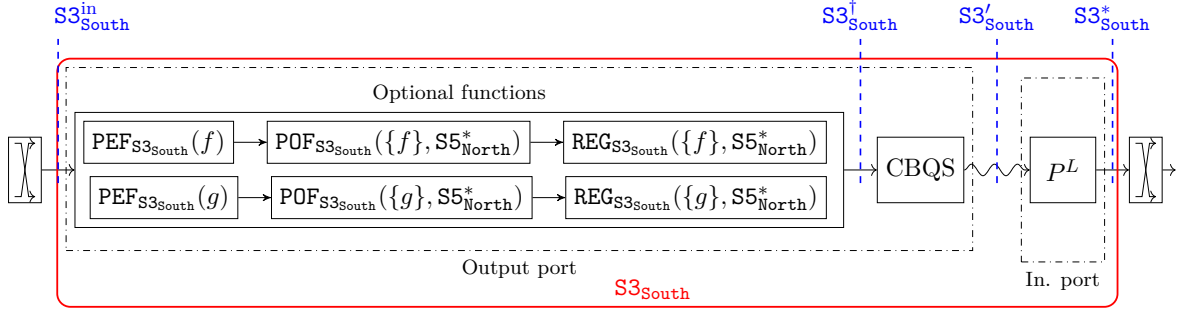 S3^in_South S3^†_South S3′_South S3^*_South
Optional functions
PEF_S3_South(f) POF_S3_South({f}, S5^*_North) REG_S3_South({f}, S5^*_North)
CBQS P^L
PEF_S3_South(g) POF_S3_South({g}, S5^*_North) REG_S3_South({g}, S5^*_North)
Output port
In. port
S3_South